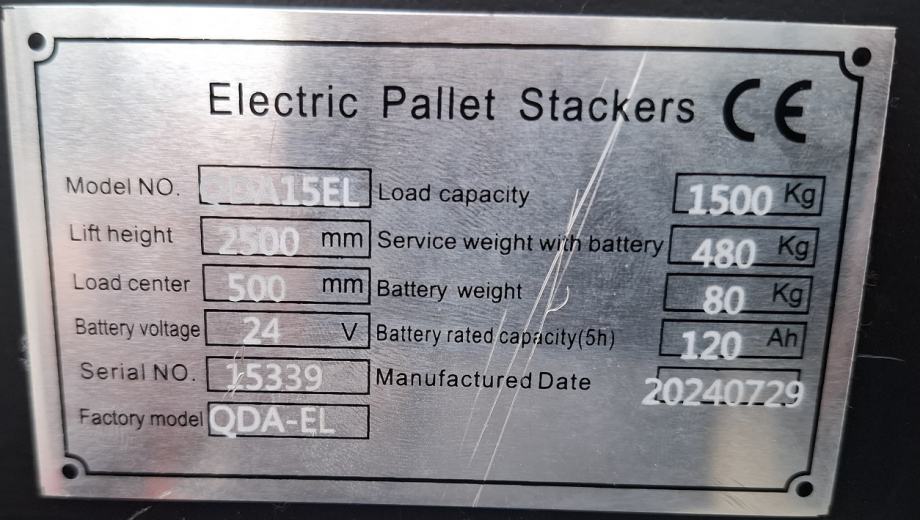 Electric Pallet Stackers CE
Model NO. QDA15EL Load capacity 1500 Kg
Lift height 2500 mm Service weight with battery 480 Kg
Load center 500 mm Battery weight 80 Kg
Battery voltage 24 V Battery rated capacity(5h) 120 Ah
Serial NO. 15339 Manufactured Date 20240729
Factory model QDA-EL